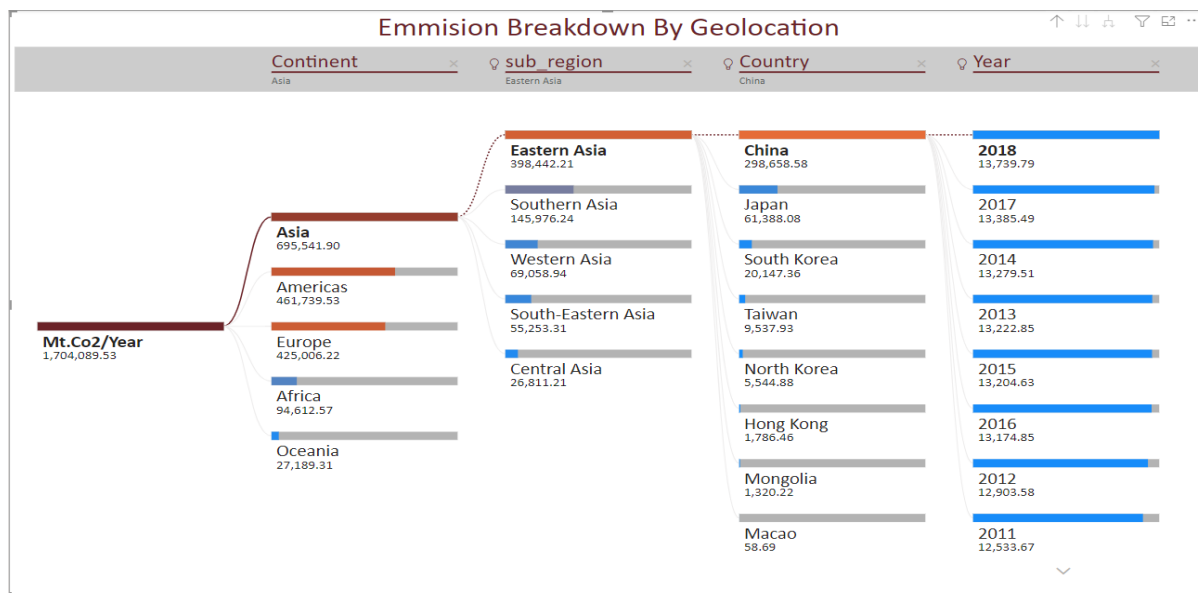 Emmision Breakdown By Geolocation
Continent
Asia
sub_region
Eastern Asia
Country
China
Year
Mt.Co2/Year
1,704,089.53
Asia
695,541.90
Americas
461,739.53
Europe
425,006.22
Africa
94,612.57
Oceania
27,189.31
Eastern Asia
398,442.21
Southern Asia
145,976.24
Western Asia
69,058.94
South-Eastern Asia
55,253.31
Central Asia
26,811.21
China
298,658.58
Japan
61,388.08
South Korea
20,147.36
Taiwan
9,537.93
North Korea
5,544.88
Hong Kong
1,786.46
Mongolia
1,320.22
Macao
58.69
2018
13,739.79
2017
13,385.49
2014
13,279.51
2013
13,222.85
2015
13,204.63
2016
13,174.85
2012
12,903.58
2011
12,533.67